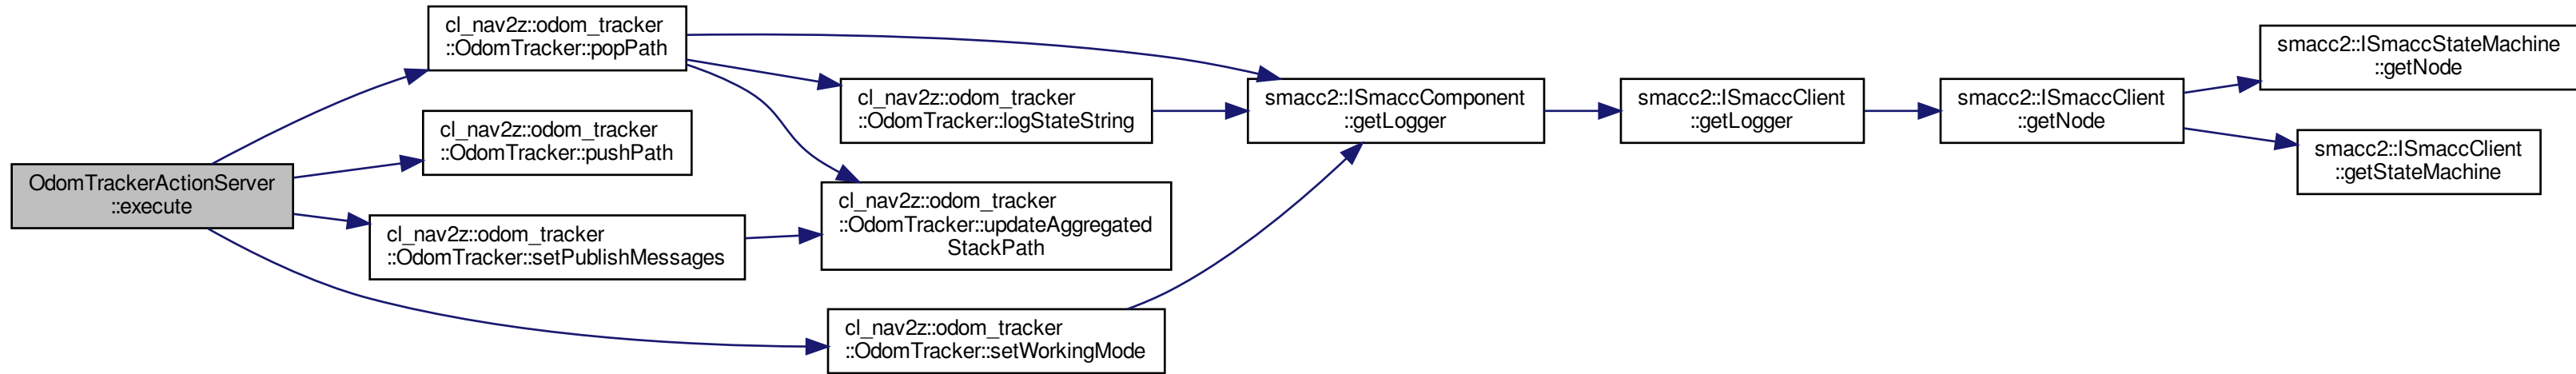 OdomTrackerActionServer
::execute
cl_nav2z::odom_tracker
::OdomTracker::popPath
cl_nav2z::odom_tracker
::OdomTracker::pushPath
cl_nav2z::odom_tracker
::OdomTracker::setPublishMessages
cl_nav2z::odom_tracker
::OdomTracker::logStateString
cl_nav2z::odom_tracker
::OdomTracker::updateAggregated
StackPath
cl_nav2z::odom_tracker
::OdomTracker::setWorkingMode
smacc2::ISmaccComponent
::getLogger
smacc2::ISmaccClient
::getLogger
smacc2::ISmaccClient
::getNode
smacc2::ISmaccStateMachine
::getNode
smacc2::ISmaccClient
::getStateMachine